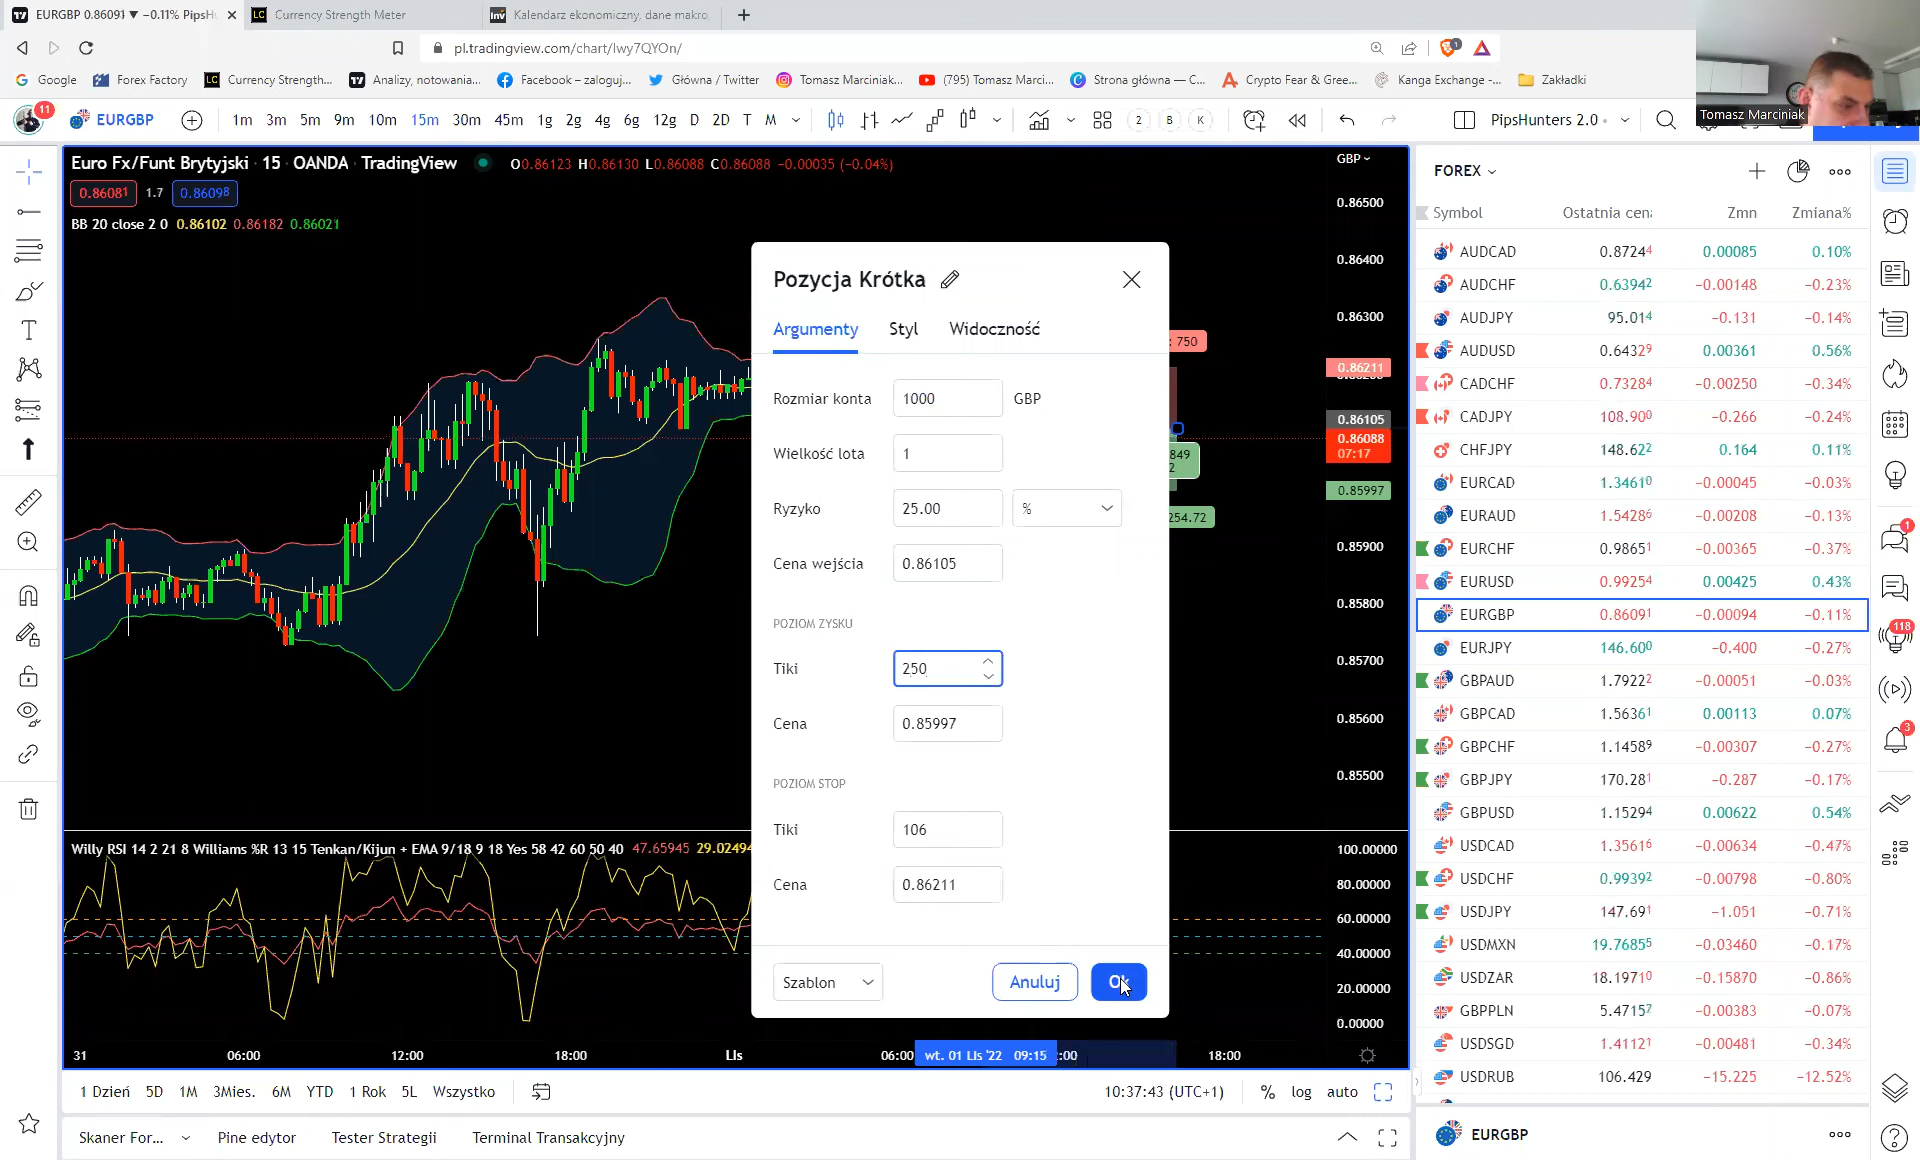 EURGBP 0.86091 ▼ −0.11% PipsH
Currency Strength Meter
Kalendarz ekonomiczny, dane makro
pl.tradingview.com/chart/Iwy7QYOn/
Google
Forex Factory
Currency Strength...
Analizy, notowania...
Facebook – zaloguj...
Główna / Twitter
Tomasz Marciniak...
(795) Tomasz Marci...
Strona główna — C...
Crypto Fear & Gree...
Kanga Exchange -...
Zakładki
Tomasz Marciniak
11
EURGBP
1m 3m 5m 9m 10m 15m 30m 45m 1g 2g 4g 6g 12g D 2D T M
2 B K
PipsHunters 2.0
Euro Fx/Funt Brytyjski · 15 · OANDA · TradingView
O0.86123 H0.86130 L0.86088 C0.86088 −0.00035 (−0.04%)
0.86081 1.7 0.86098
BB 20 close 2 0 0.86102 0.86182 0.86021
GBP
0.86500
0.86400
0.86300
0.86211
0.86105
0.86088
07:17
0.85997
0.85900
0.85800
0.85700
0.85600
0.85500
: 750
849
2
254.72
Pozycja Krótka
Argumenty Styl Widoczność
Rozmiar konta 1000 GBP
Wielkość lota 1
Ryzyko 25.00 %
Cena wejścia 0.86105
POZIOM ZYSKU
Tiki 250
Cena 0.85997
POZIOM STOP
Tiki 106
Cena 0.86211
Szablon
Anuluj
Ok
Willy RSI 14 2 21 8 Williams %R 13 15 Tenkan/Kijun + EMA 9/18 9 18 Yes 58 42 60 50 40 47.65945 29.02494
100.00000
80.00000
60.00000
40.00000
20.00000
0.00000
31 06:00 12:00 18:00 Lis 06:00 wt. 01 Lis '22 09:15 :00 18:00
1 Dzień 5D 1M 3Mies. 6M YTD 1 Rok 5L Wszystko
10:37:43 (UTC+1) % log auto
Skaner For...
Pine edytor
Tester Strategii
Terminal Transakcyjny
FOREX
Symbol Ostatnia cen Zmn Zmiana%
AUDCAD 0.87244 0.00085 0.10%
AUDCHF 0.63942 −0.00148 −0.23%
AUDJPY 95.014 −0.131 −0.14%
AUDUSD 0.64329 0.00361 0.56%
CADCHF 0.73284 −0.00250 −0.34%
CADJPY 108.900 −0.266 −0.24%
CHFJPY 148.622 0.164 0.11%
EURCAD 1.34610 −0.00045 −0.03%
EURAUD 1.54286 −0.00208 −0.13%
EURCHF 0.98651 −0.00365 −0.37%
EURUSD 0.99254 0.00425 0.43%
EURGBP 0.86091 −0.00094 −0.11%
EURJPY 146.600 −0.400 −0.27%
GBPAUD 1.79222 −0.00051 −0.03%
GBPCAD 1.56361 0.00113 0.07%
GBPCHF 1.14589 −0.00307 −0.27%
GBPJPY 170.281 −0.287 −0.17%
GBPUSD 1.15294 0.00622 0.54%
USDCAD 1.35616 −0.00634 −0.47%
USDCHF 0.99392 −0.00798 −0.80%
USDJPY 147.691 −1.051 −0.71%
USDMXN 19.76855 −0.03460 −0.17%
USDZAR 18.19710 −0.15870 −0.86%
GBPPLN 5.47157 −0.00383 −0.07%
USDSGD 1.41121 −0.00481 −0.34%
USDRUB 106.429 −15.225 −12.52%
EURGBP
1
118
3